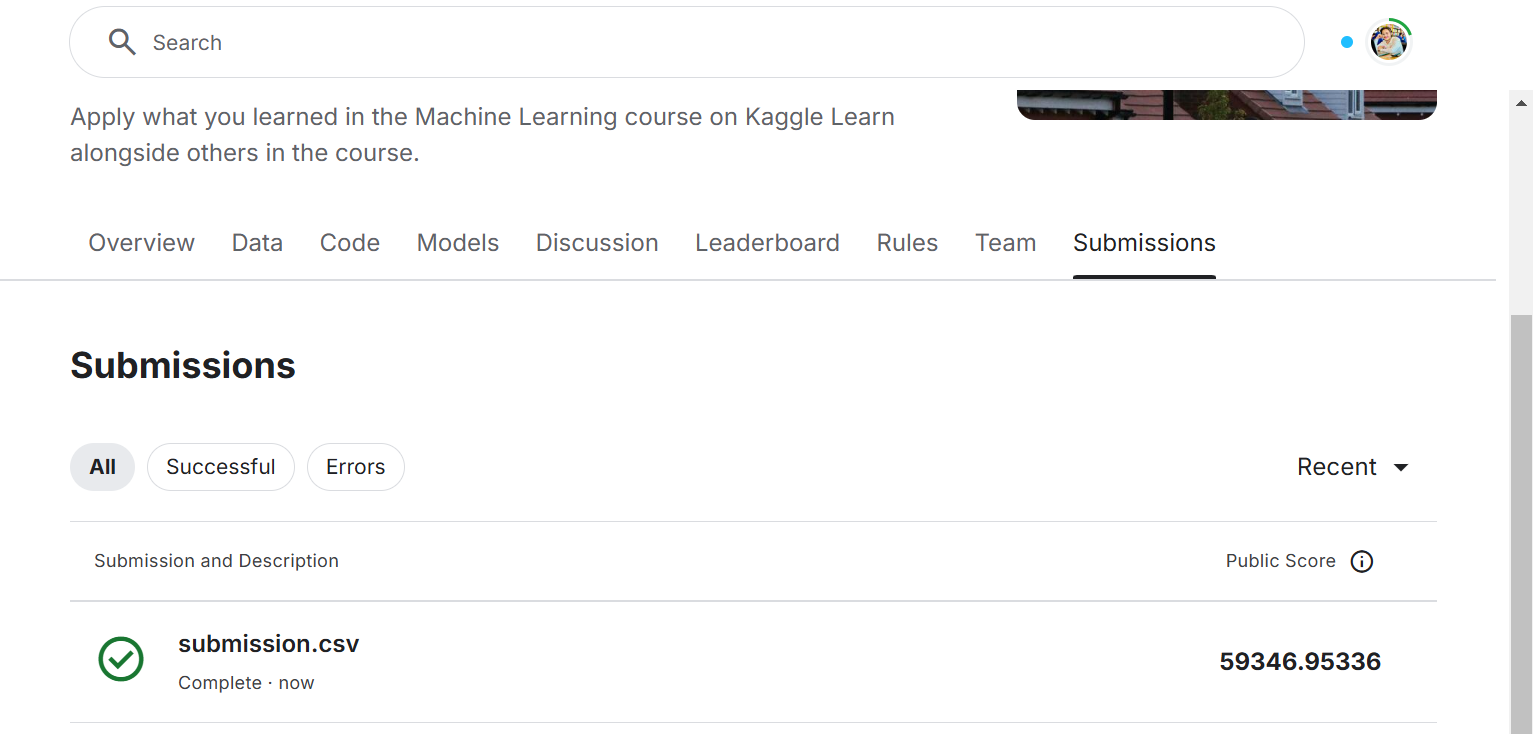 Search
Apply what you learned in the Machine Learning course on Kaggle Learn
alongside others in the course.
Overview Data Code Models Discussion Leaderboard Rules Team Submissions
Submissions
All Successful Errors Recent
Submission and Description Public Score
submission.csv
59346.95336
Complete · now